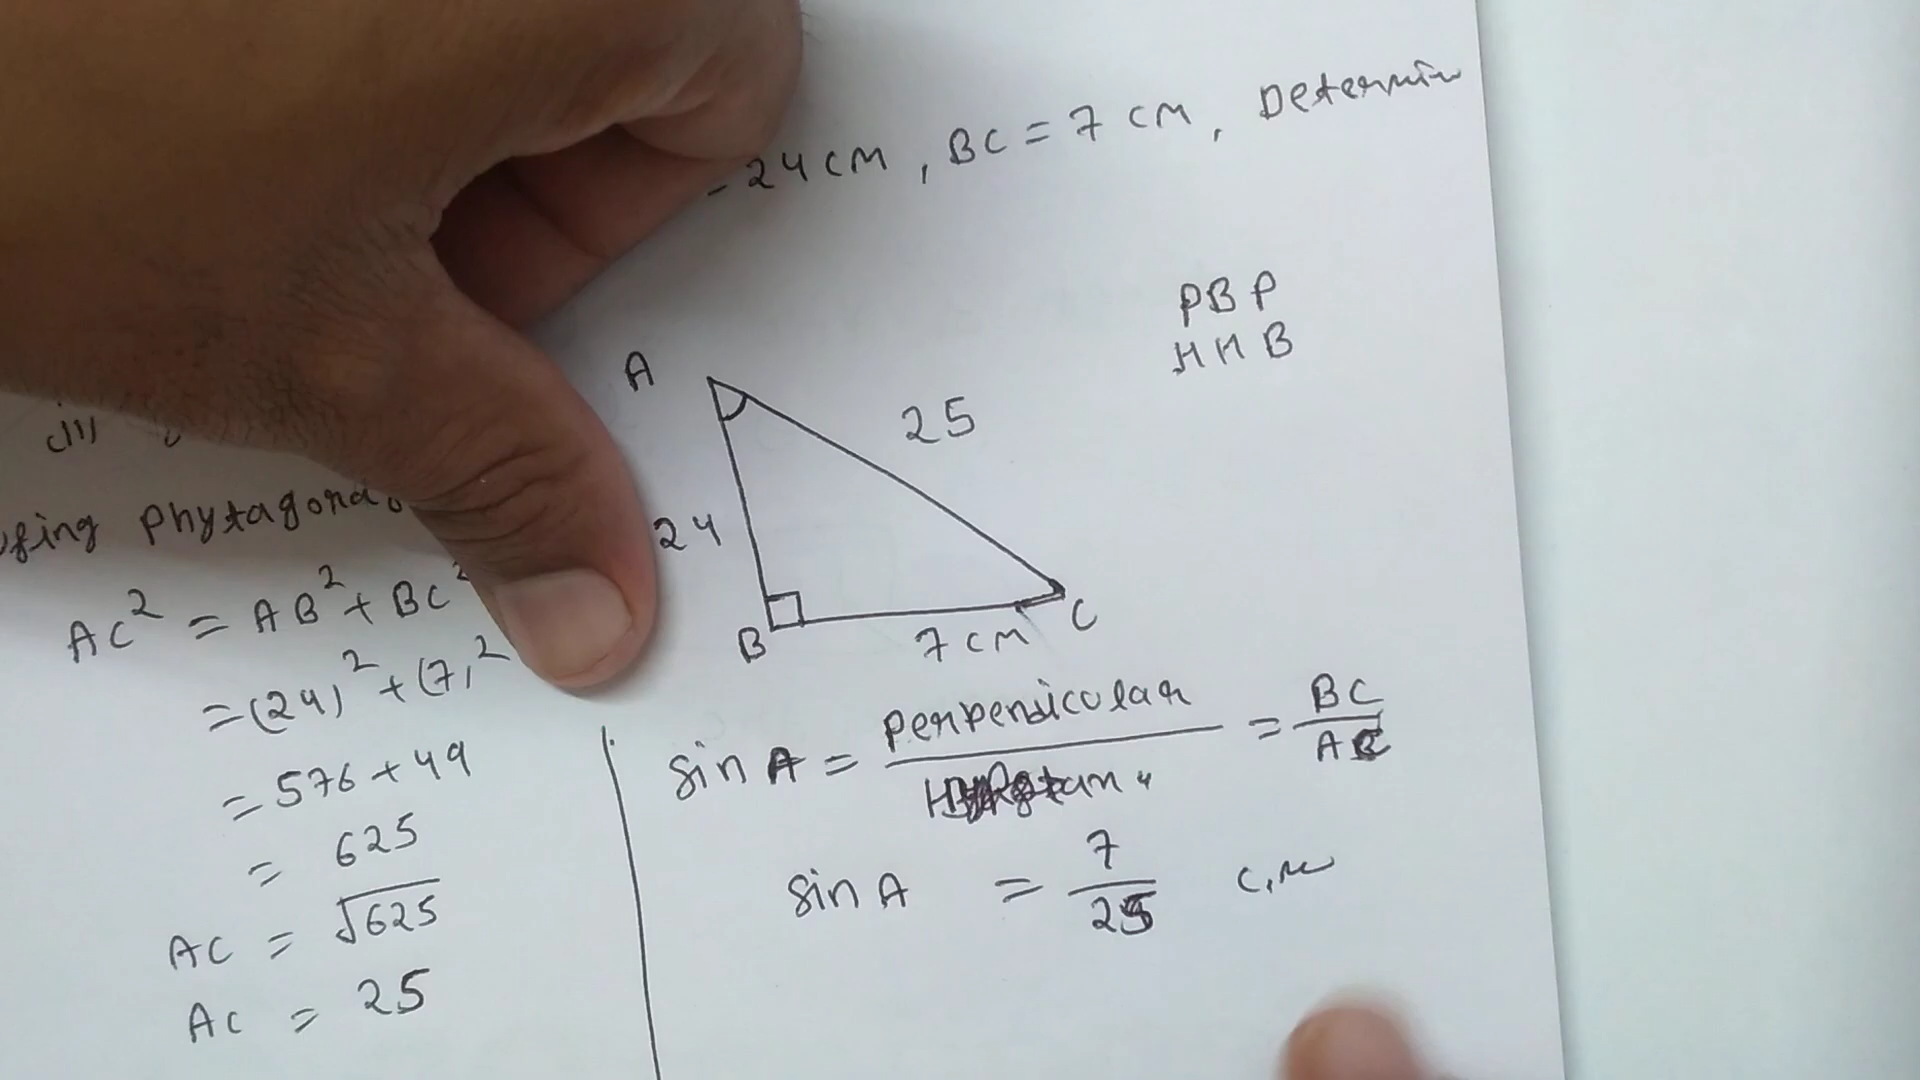 - 24 cm , BC = 7 cm , Determin
PBP
HHB
A
25
24
B
7 cm
C
using Phytagora
AC² = AB² + BC²
= (24)² + (7)²
= 576 + 49
= 625
AC = √625
AC = 25
sin A = Perpendicular / = BC / AC
sin A = 7 / 25